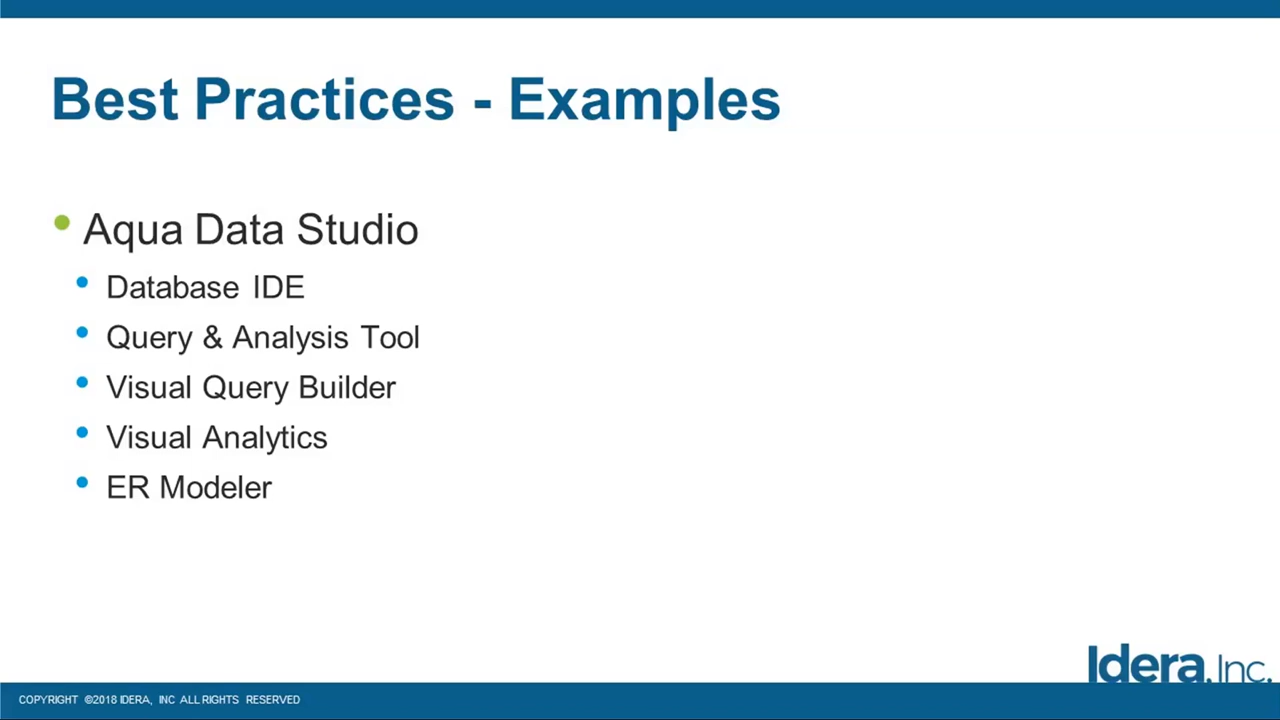 Best Practices - Examples
Aqua Data Studio
Database IDE
Query & Analysis Tool
Visual Query Builder
Visual Analytics
ER Modeler
Idera, Inc.
COPYRIGHT ©2018 IDERA, INC ALL RIGHTS RESERVED